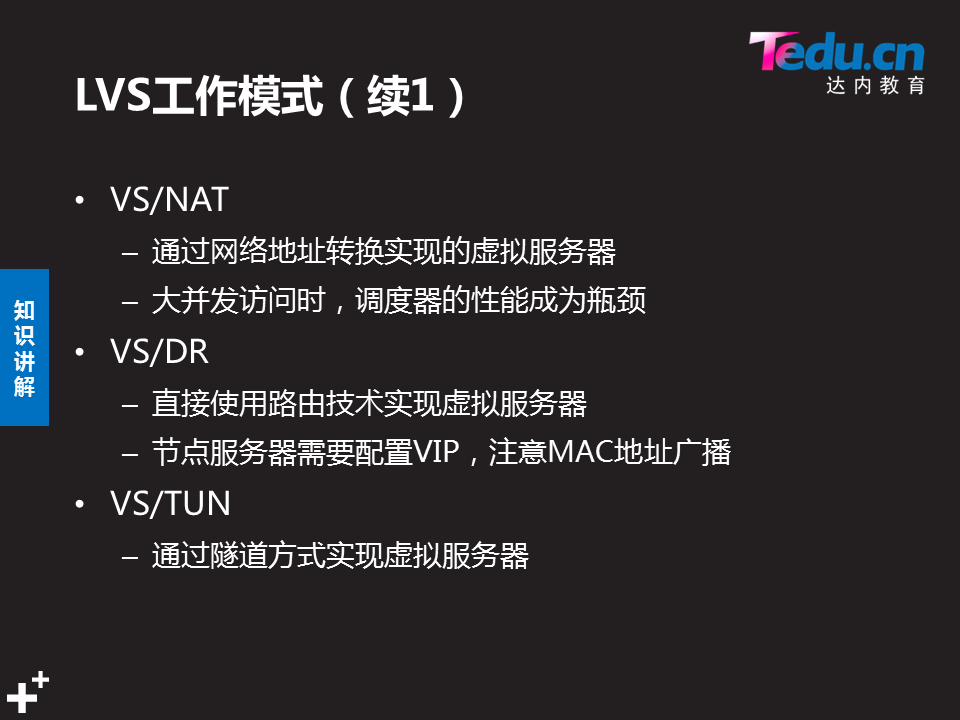 Tedu.cn
达内教育
LVS工作模式（续1）
• VS/NAT
– 通过网络地址转换实现的虚拟服务器
– 大并发访问时，调度器的性能成为瓶颈
• VS/DR
– 直接使用路由技术实现虚拟服务器
– 节点服务器需要配置VIP，注意MAC地址广播
• VS/TUN
– 通过隧道方式实现虚拟服务器
知
识
讲
解